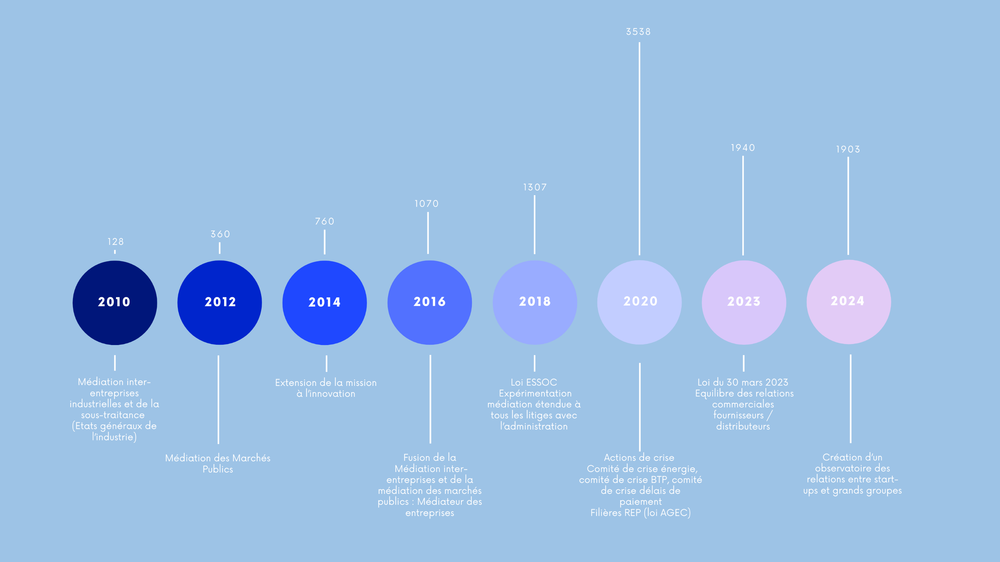 3538
1940
1903
1307
1070
760
360
128
2010
2012
2014
2016
2018
2020
2023
2024
Médiation inter-
entreprises
industrielles et de la
sous-traitance
(Etats généraux de
l’industrie)
Médiation des Marchés
Publics
Extension de la mission
à l’innovation
Fusion de la
Médiation inter-
entreprises et de la
médiation des marchés
publics : Médiateur des
entreprises
Loi ESSOC
Expérimentation
médiation étendue à
tous les litiges avec
l’administration
Actions de crise
Comité de crise énergie,
comité de crise BTP, comité
de crise délais de
paiement
Filières REP (loi AGEC)
Loi du 30 mars 2023
Equilibre des relations
commerciales
fournisseurs /
distributeurs
Création d’un
observatoire des
relations entre start-
ups et grands groupes